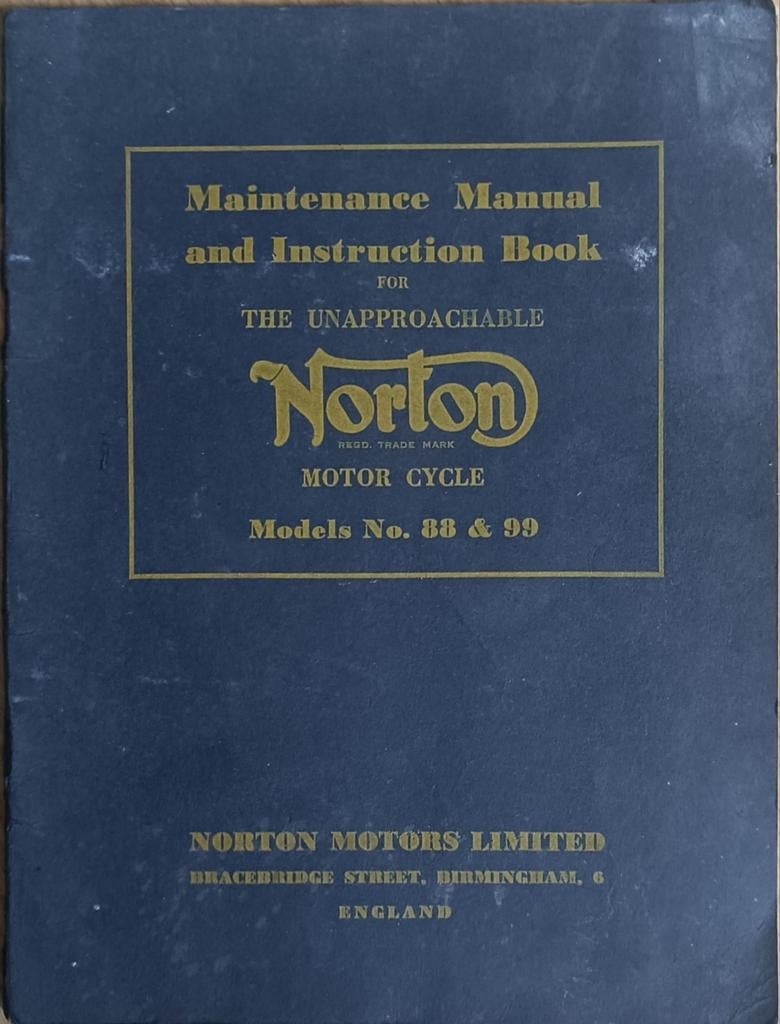 Maintenance Manual
and Instruction Book
FOR
THE UNAPPROACHABLE
Norton
REGD. TRADE MARK
MOTOR CYCLE
Models No. 88 & 99
NORTON MOTORS LIMITED
BRACEBRIDGE STREET, BIRMINGHAM, 6
ENGLAND